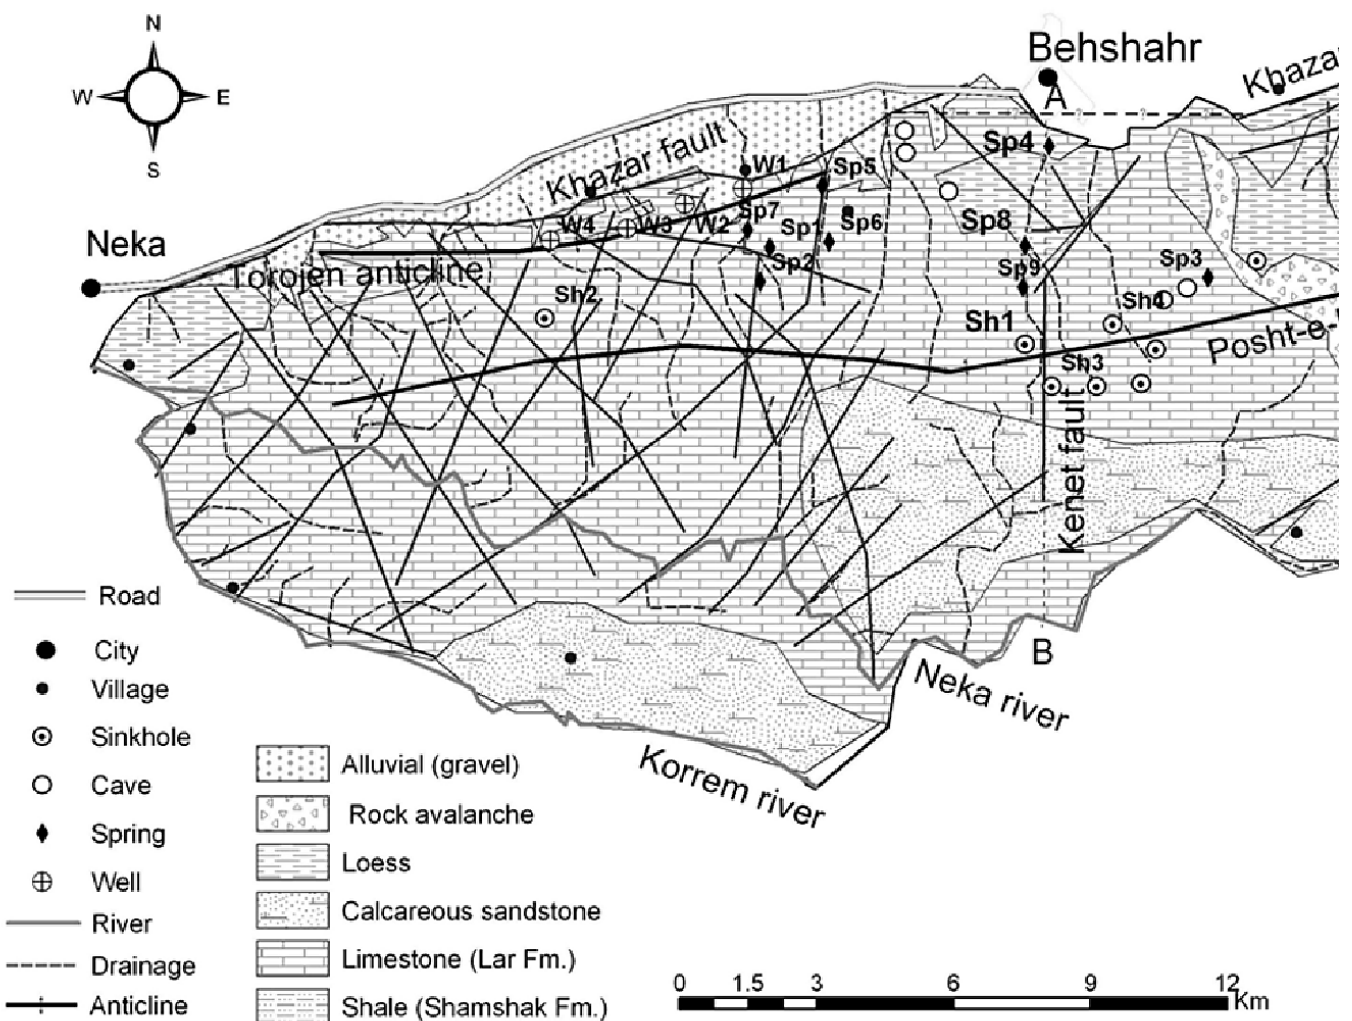 N
W
E
S
Behshahr
Khaza
A
Khazar fault
Sp4
W1
Sp5
Neka
W4
W3
W2
Sp7
Sp1
Sp6
Sp8
Sp2
Sp9
Sp3
Torojen anticline
Sh2
Sh4
Sh1
Posht-e-
Sh3
Kenet fault
B
Neka river
Korrem river
Road
City
Village
Sinkhole
Cave
Spring
Well
River
Drainage
Anticline
Alluvial (gravel)
Rock avalanche
Loess
Calcareous sandstone
Limestone (Lar Fm.)
Shale (Shamshak Fm.)
0 1.5 3 6 9 12
Km